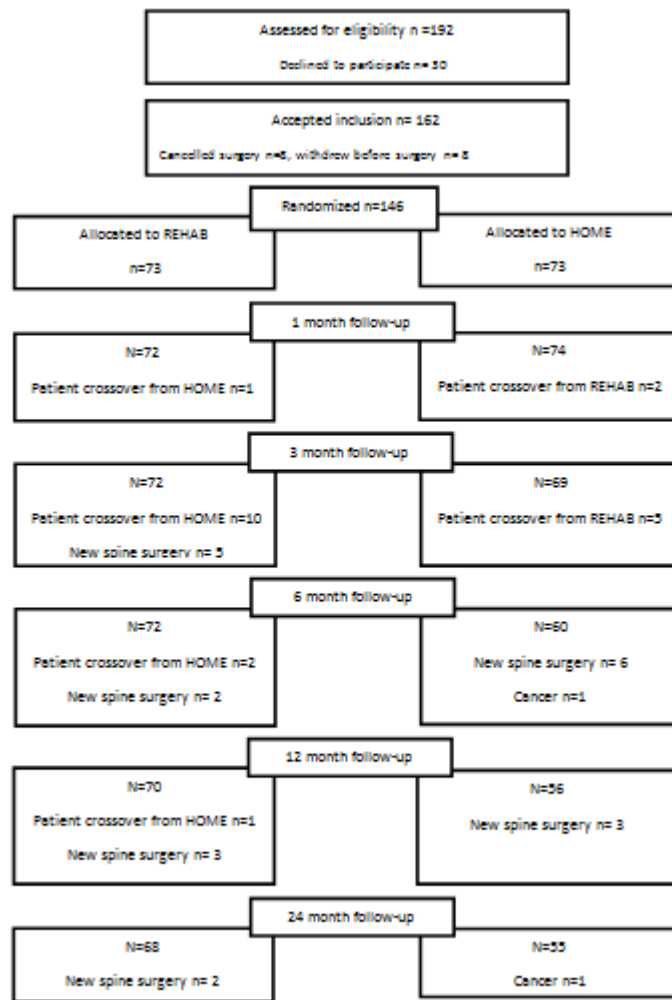 Assessed for eligibility n =192
Declined to participate n= 30
Accepted inclusion n= 162
Cancelled surgery n=8, withdrew before surgery n= 8
Randomized n=146
Allocated to REHAB
n=73
Allocated to HOME
n=73
1 month follow-up
N=72
Patient crossover from HOME n=1
N=74
Patient crossover from REHAB n=2
3 month follow-up
N=72
Patient crossover from HOME n=10
New spine surgery n= 5
N=69
Patient crossover from REHAB n=5
6 month follow-up
N=72
Patient crossover from HOME n=2
New spine surgery n= 2
N=60
New spine surgery n= 6
Cancer n=1
12 month follow-up
N=70
Patient crossover from HOME n=1
New spine surgery n= 3
N=56
New spine surgery n= 3
24 month follow-up
N=68
New spine surgery n= 2
N=55
Cancer n=1